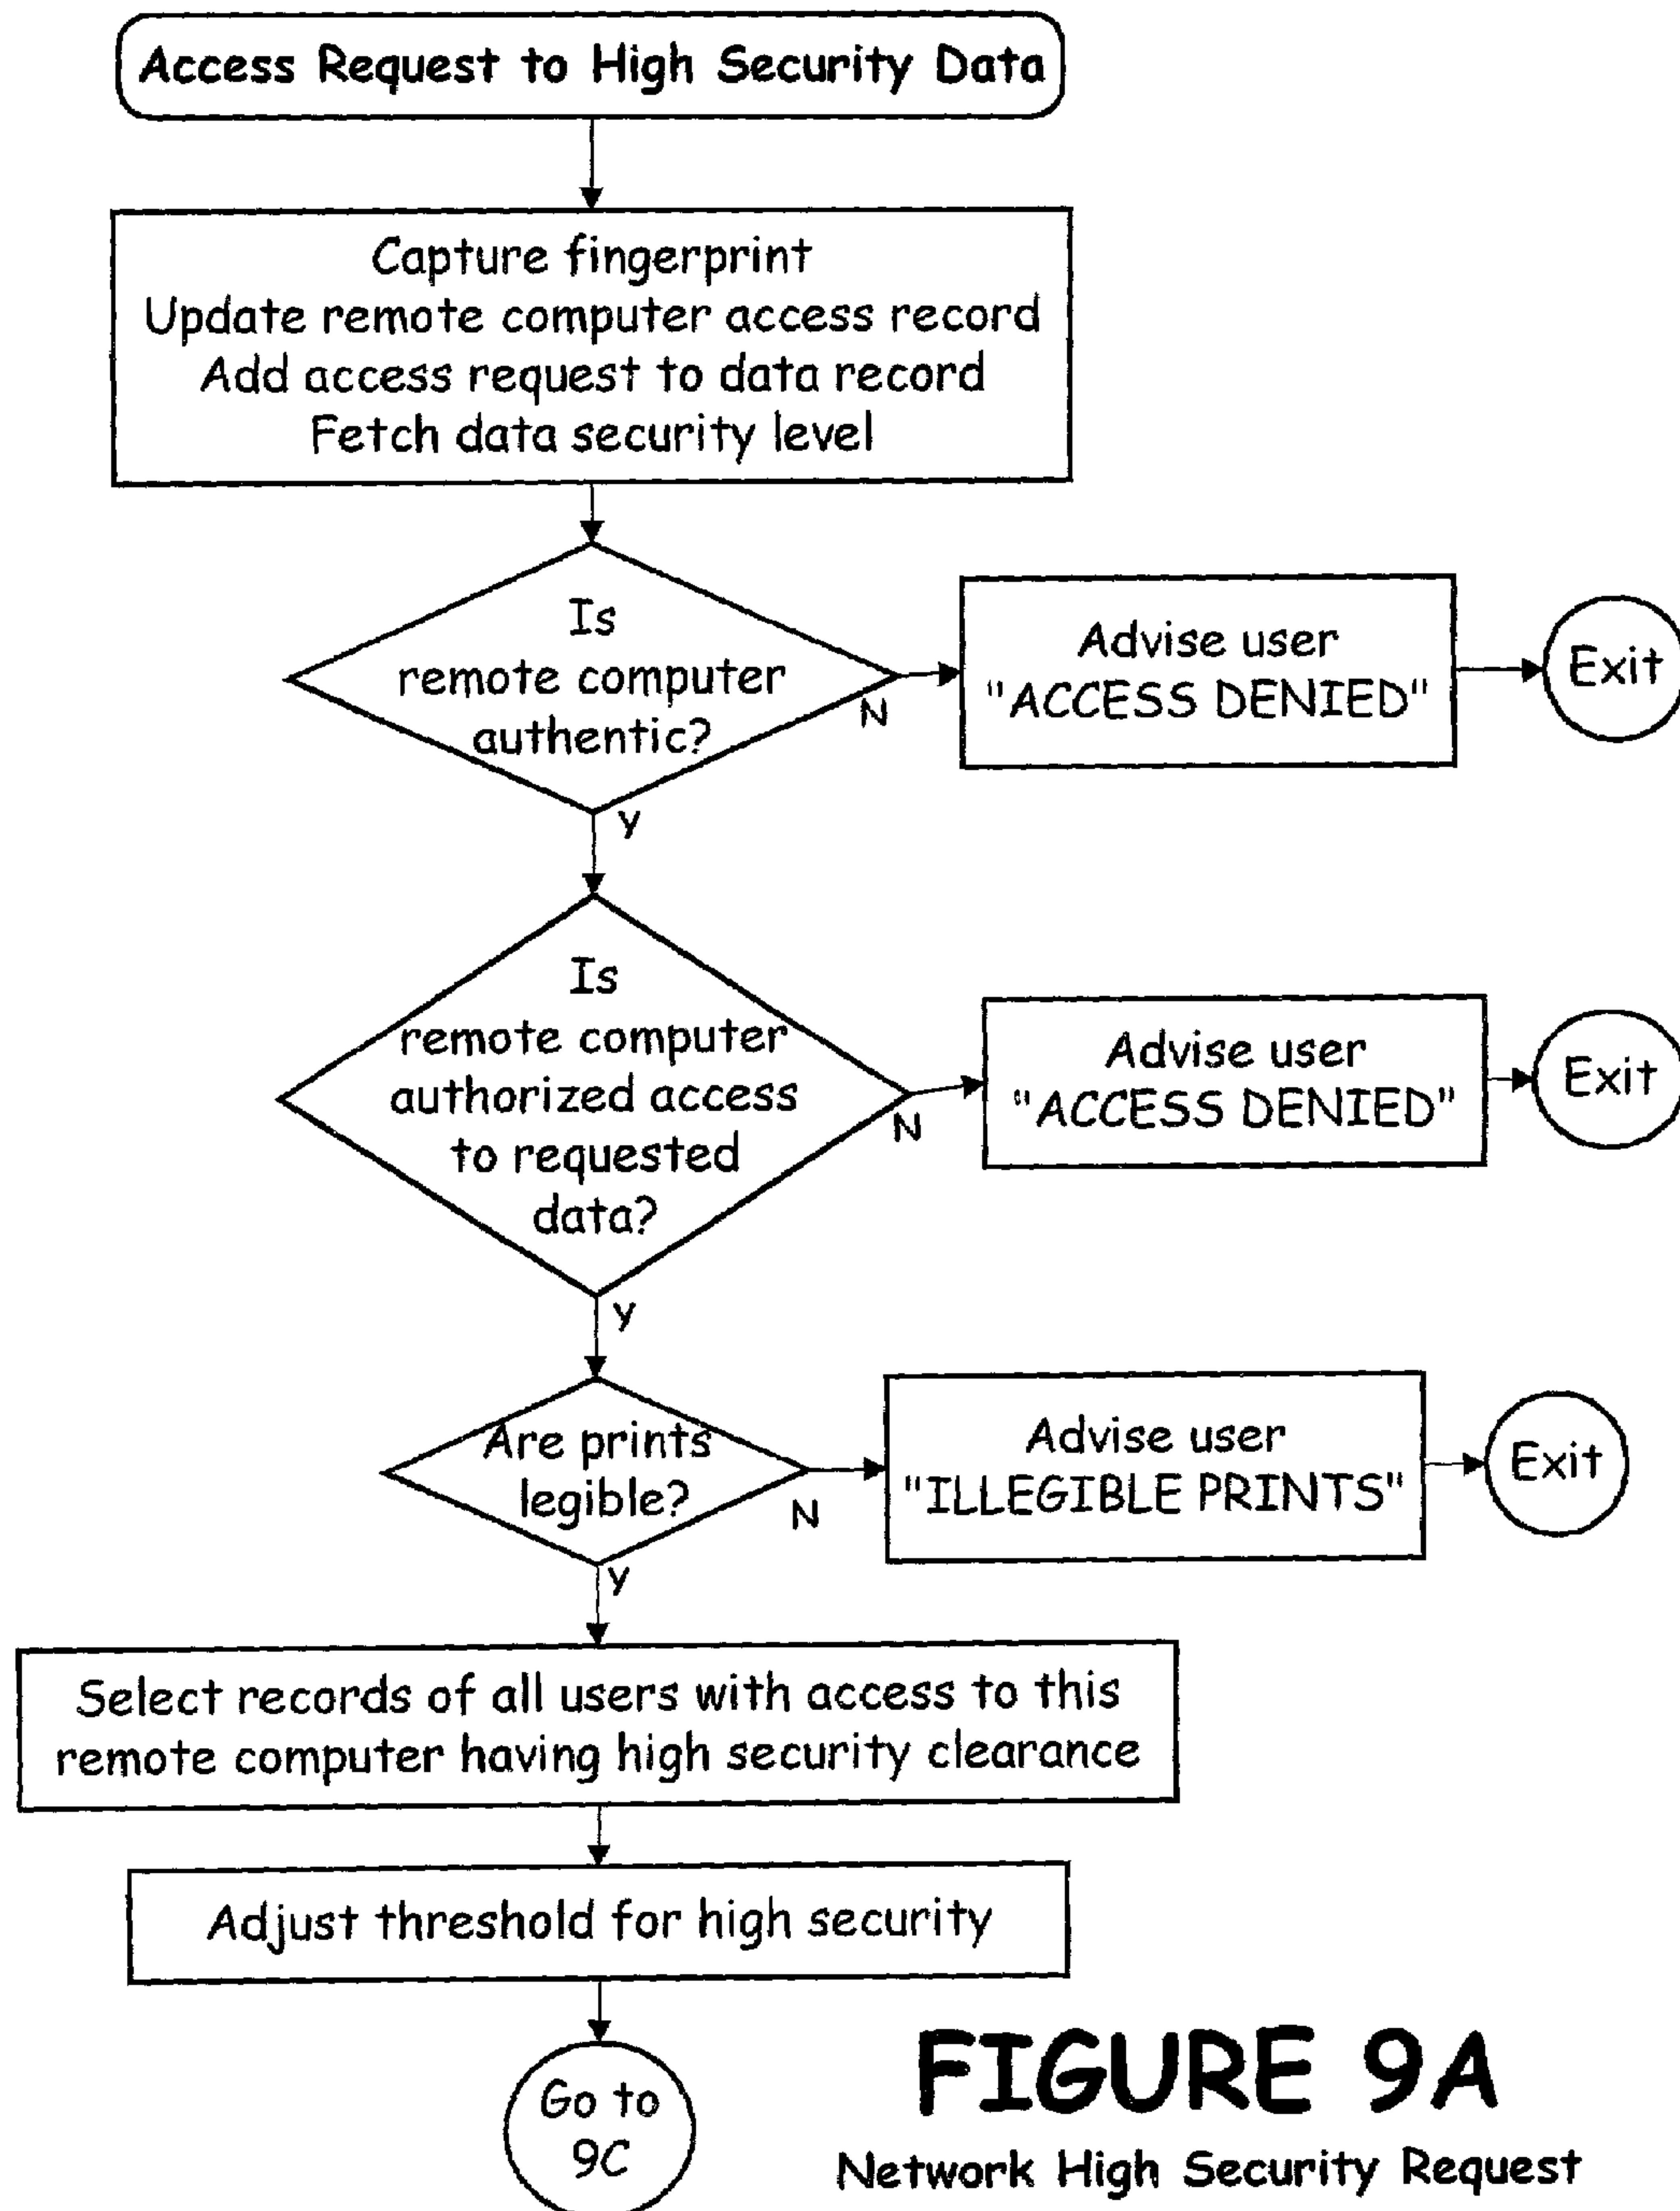 Access Request to High Security Data
Capture fingerprint
Update remote computer access record
Add access request to data record
Fetch data security level
Is
remote computer
authentic?
N
Advise user
"ACCESS DENIED"
Exit
Y
Is
remote computer
authorized access
to requested
data?
N
Advise user
"ACCESS DENIED"
Exit
Y
Are prints
legible?
N
Advise user
"ILLEGIBLE PRINTS"
Exit
Y
Select records of all users with access to this
remote computer having high security clearance
Adjust threshold for high security
Go to
9C
FIGURE 9A
Network High Security Request